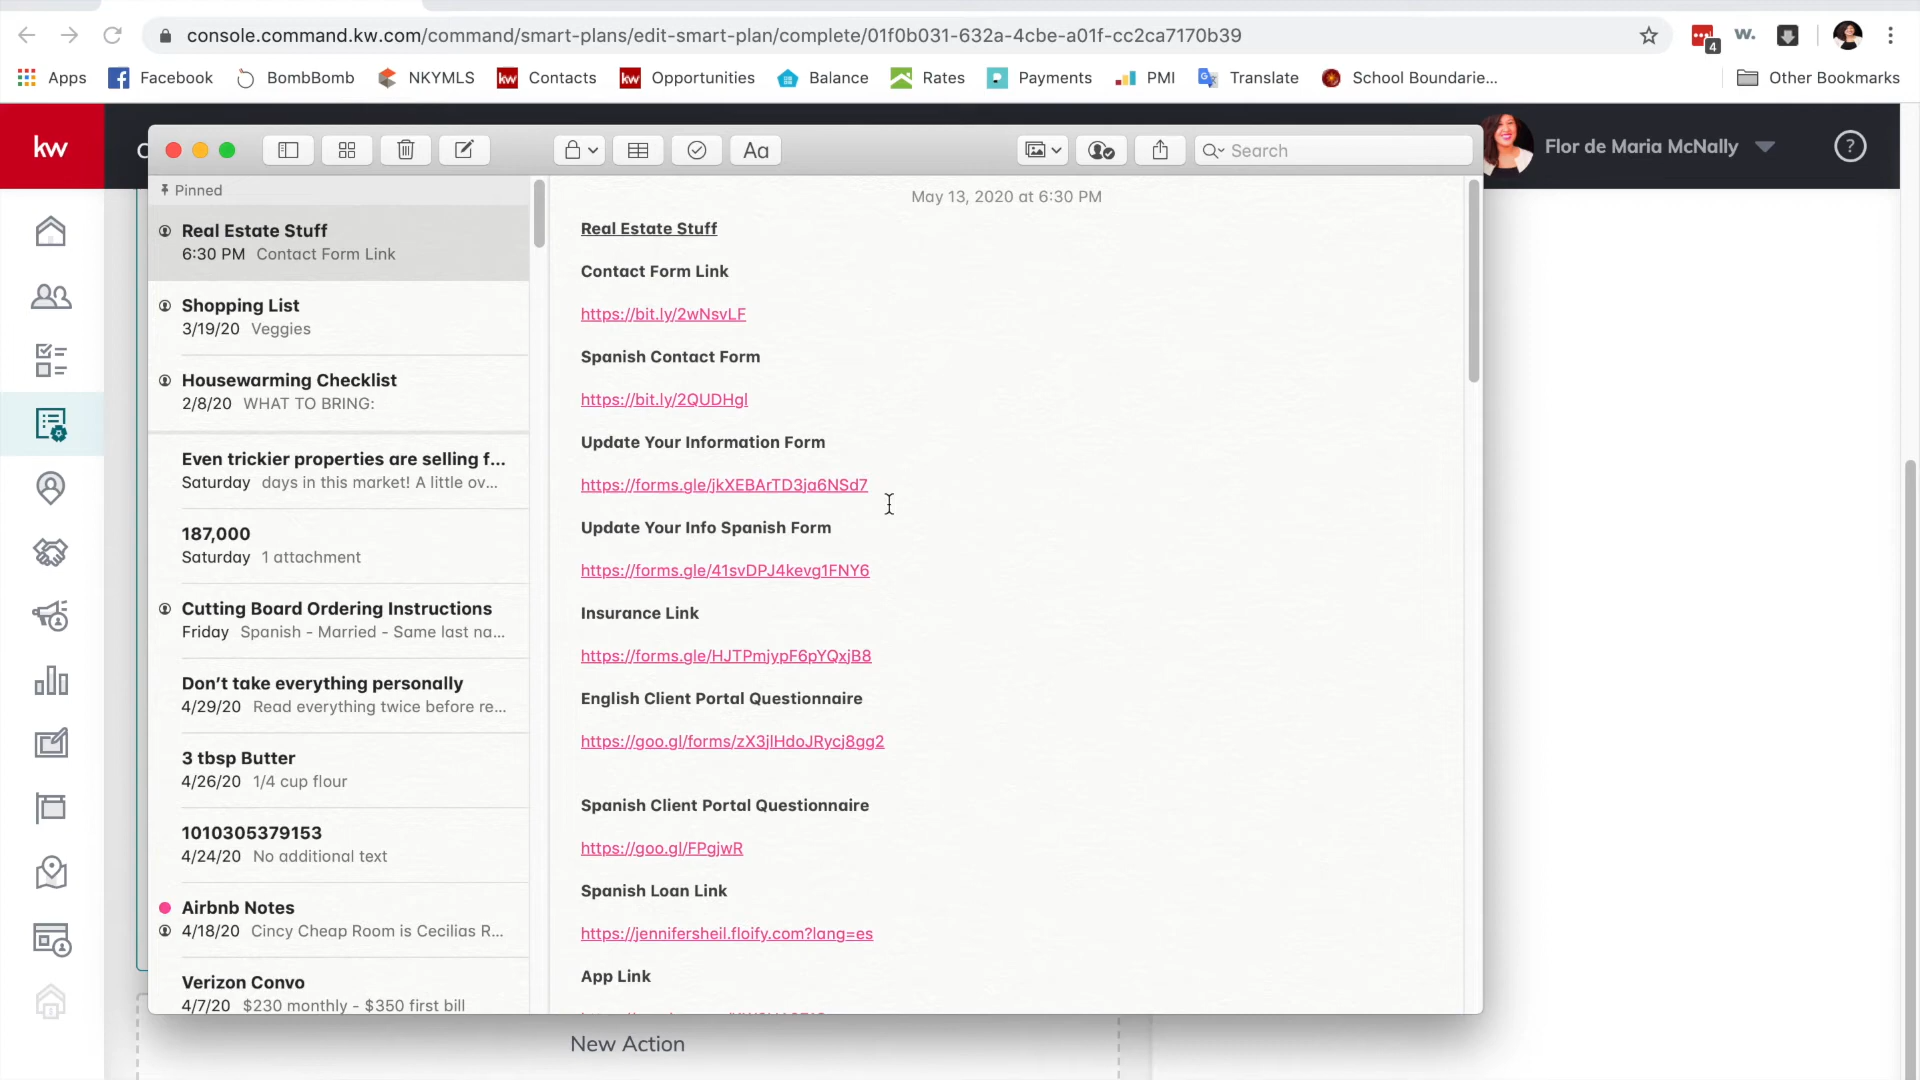 console.command.kw.com/command/smart-plans/edit-smart-plan/complete/01f0b031-632a-4cbe-a01f-cc2ca7170b39
4
w.
Apps
Facebook
BombBomb
NKYMLS
kw Contacts
kw Opportunities
Balance
Rates
Payments
PMI
Translate
School Boundarie...
Other Bookmarks
kw
C
Flor de Maria McNally
?
Aa
Search
Pinned
Real Estate Stuff
6:30 PM Contact Form Link
Shopping List
3/19/20 Veggies
Housewarming Checklist
2/8/20 WHAT TO BRING:
Even trickier properties are selling f...
Saturday days in this market! A little ov...
187,000
Saturday 1 attachment
Cutting Board Ordering Instructions
Friday Spanish - Married - Same last na...
Don't take everything personally
4/29/20 Read everything twice before re...
3 tbsp Butter
4/26/20 1/4 cup flour
1010305379153
4/24/20 No additional text
Airbnb Notes
4/18/20 Cincy Cheap Room is Cecilias R...
Verizon Convo
4/7/20 $230 monthly - $350 first bill
May 13, 2020 at 6:30 PM
Real Estate Stuff
Contact Form Link
https://bit.ly/2wNsvLF
Spanish Contact Form
https://bit.ly/2QUDHgl
Update Your Information Form
https://forms.gle/jkXEBArTD3ja6NSd7
Update Your Info Spanish Form
https://forms.gle/41svDPJ4kevg1FNY6
Insurance Link
https://forms.gle/HJTPmjypF6pYQxjB8
English Client Portal Questionnaire
https://goo.gl/forms/zX3jlHdoJRycj8gg2
Spanish Client Portal Questionnaire
https://goo.gl/FPgjwR
Spanish Loan Link
https://jennifersheil.floify.com?lang=es
App Link
New Action